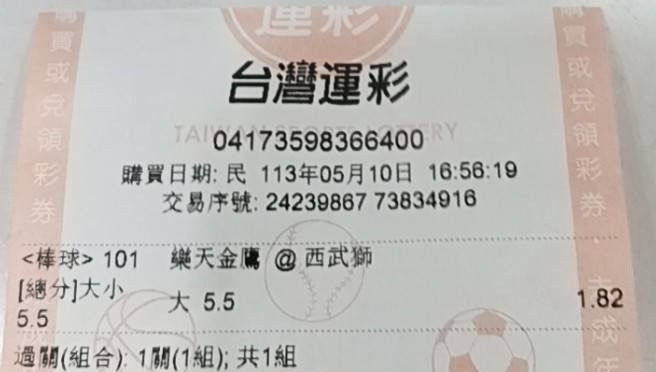 運彩
台灣運彩
TAIWAN SPORTS LOTTERY
04173598366400
購買日期: 民 113年05月10日 16:56:19
交易序號: 24239867 73834916
<棒球> 101 樂天金鷹 @ 西武獅
[總分]大小 大 5.5 1.82
5.5
過關(組合): 1關(1組); 共1組
購買或兌領彩券
購買或兌領彩券.未成年